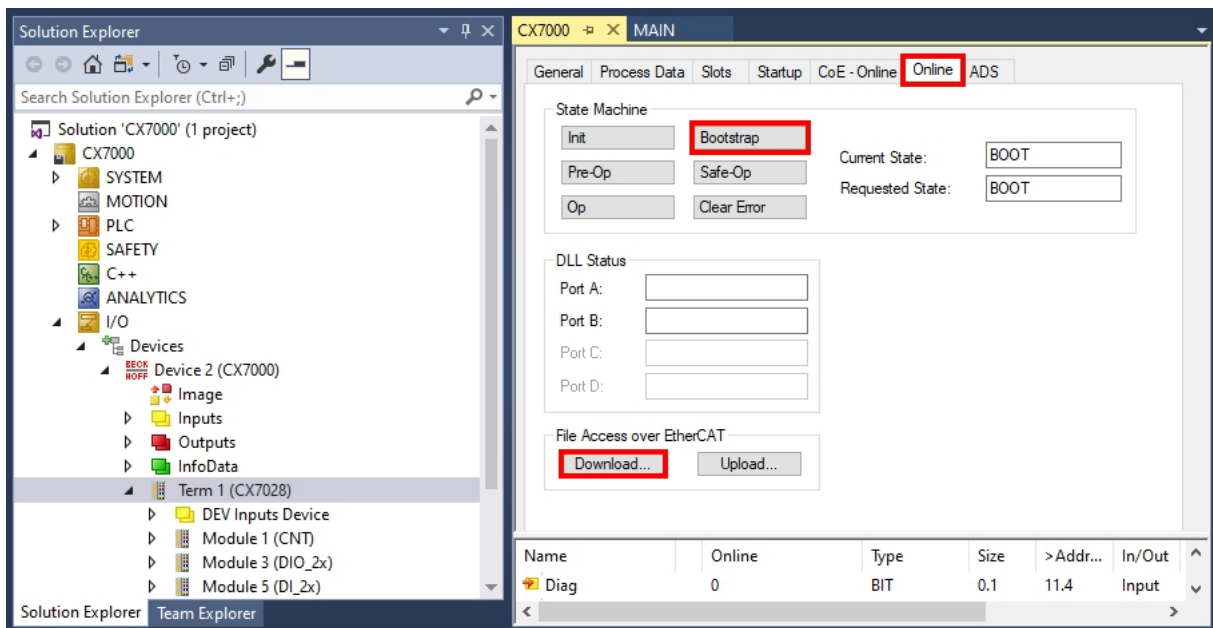 Solution Explorer
Search Solution Explorer (Ctrl+;)
Solution 'CX7000' (1 project)
CX7000
SYSTEM
MOTION
PLC
SAFETY
C++
ANALYTICS
I/O
Devices
BECK
HOFF
Device 2 (CX7000)
Image
Inputs
Outputs
InfoData
Term 1 (CX7028)
DEV Inputs Device
Module 1 (CNT)
Module 3 (DIO_2x)
Module 5 (DI_2x)
Solution Explorer Team Explorer
CX7000 MAIN
General Process Data Slots Startup CoE - Online Online ADS
State Machine
Init Bootstrap
Pre-Op Safe-Op
Op Clear Error
Current State: BOOT
Requested State: BOOT
DLL Status
Port A:
Port B:
Port C:
Port D:
File Access over EtherCAT
Download... Upload...
Name Online Type Size >Addr... In/Out
Diag 0 BIT 0.1 11.4 Input